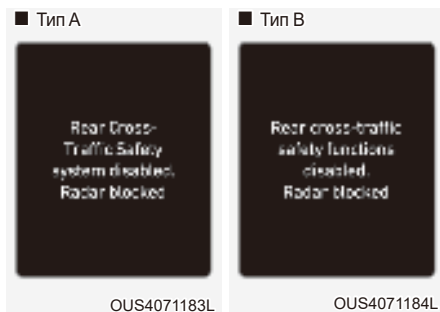 ■ Тип A
Rear Cross-
Traffic Safety
system disabled.
Radar blocked
OUS4071183L
■ Тип B
Rear cross-traffic
safety functions
disabled.
Radar blocked
OUS4071184L